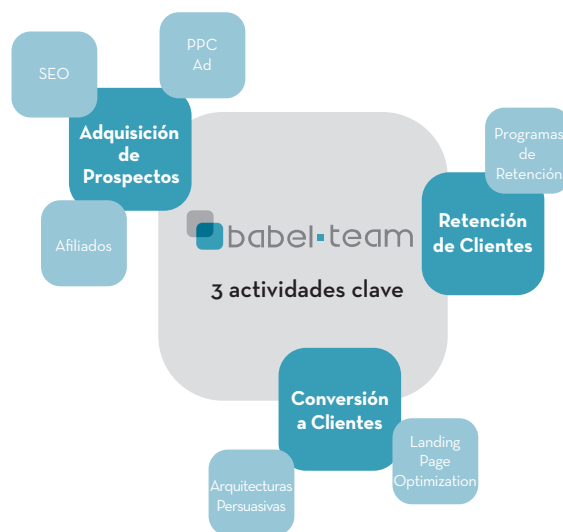 SEO
PPC
Ad
Adquisición
de
Prospectos
Afiliados
Programas
de
Retención
Retención
de Clientes
babel·team
3 actividades clave
Conversión
a Clientes
Arquitecturas
Persuasivas
Landing
Page
Optimization